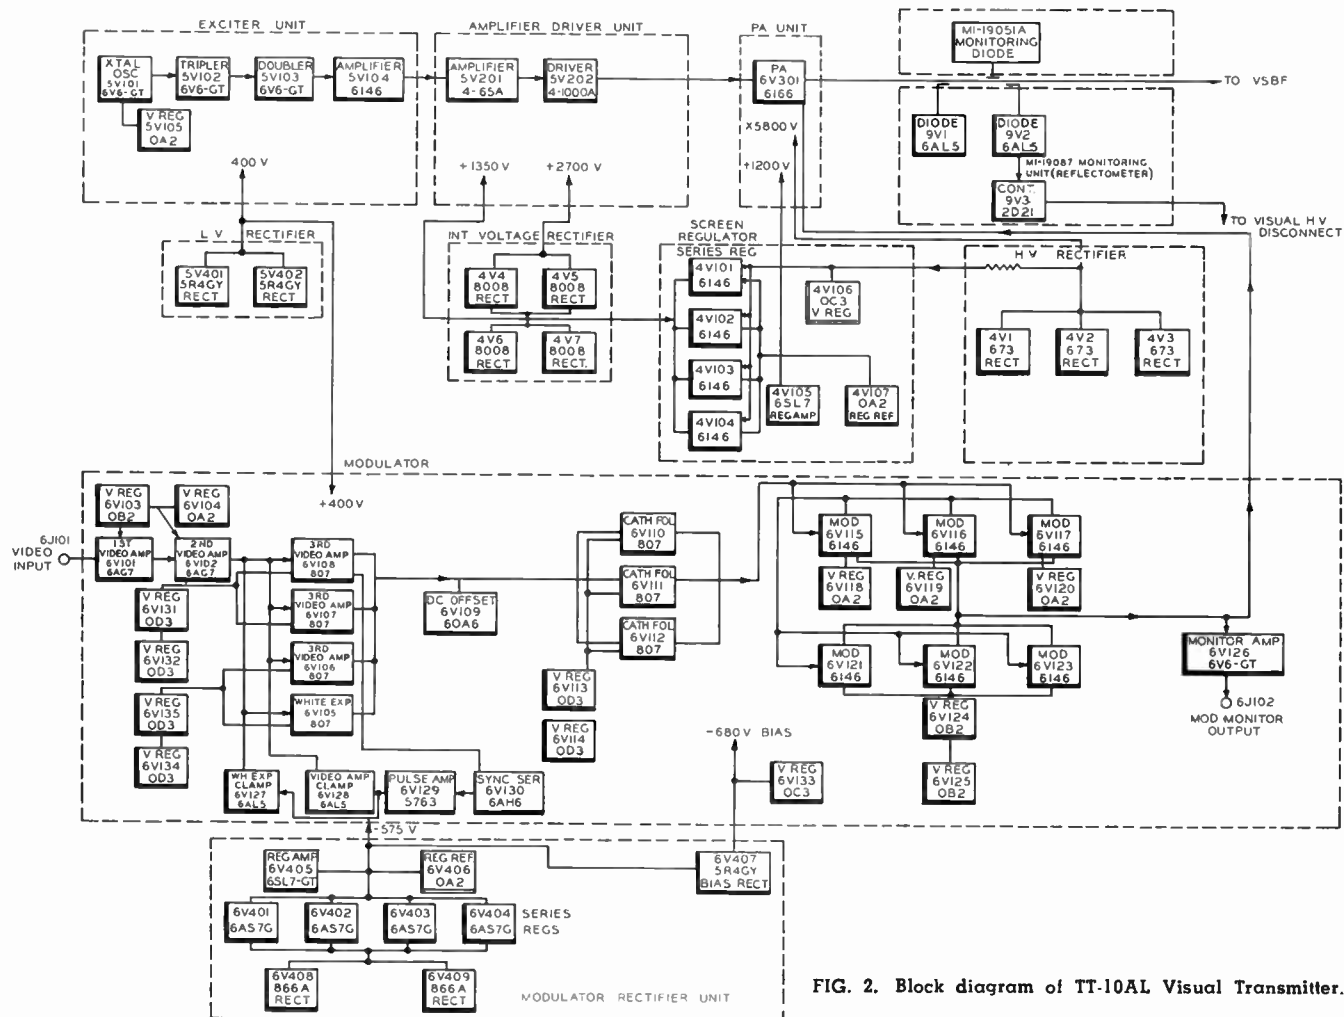 EXCITER UNIT
XTAL
OSC
5V101
6V6-GT
TRIPLER
5V102
6V6-GT
DOUBLER
5V103
6V6-GT
AMPLIFIER
5V104
6146
V REG
5V105
OA2
400 V
L V RECTIFIER
5V401
5R4GY
RECT
5V402
5R4GY
RECT
AMPLIFIER DRIVER UNIT
AMPLIFIER
5V201
4-65A
DRIVER
5V202
4-1000A
+1350 V
+2700 V
INT VOLTAGE RECTIFIER
4V4
8008
RECT
4V5
8008
RECT
4V6
8008
RECT
4V7
8008
RECT.
PA UNIT
PA
6V301
6166
X5800V
+1200V
MI-19051A
MONITORING
DIODE
TO VSBF
DIODE
9V1
6AL5
DIODE
9V2
6AL5
MI-19087 MONITORING
UNIT (REFLECTOMETER)
CONT.
9V3
2D21
TO VISUAL H V
DISCONNECT
SCREEN
REGULATOR
SERIES REG
4V101
6146
4V102
6146
4V103
6146
4V104
6146
4V106
OC3
V REG
4V105
6SL7
REG AMP
4V107
OA2
REG REF
H V RECTIFIER
4V1
673
RECT
4V2
673
RECT
4V3
673
RECT
MODULATOR
+400V
6J101
VIDEO
INPUT
V REG
6V103
OB2
V REG
6V104
OA2
1ST
VIDEO AMP
6V101
6AG7
2ND
VIDEO AMP
6V102
6AG7
V REG
6V131
OD3
V REG
6V132
OD3
V REG
6V135
OD3
V REG
6V134
OD3
3RD
VIDEO AMP
6V108
807
3RD
VIDEO AMP
6V107
807
3RD
VIDEO AMP
6V106
807
WHITE EXP
6V105
807
WH EXP
CLAMP
6V127
6AL5
VIDEO AMP
CLAMP
6V128
6AL5
PULSE AMP
6V129
5763
SYNC SER
6V130
6AH6
DC OFFSET
6V109
6OA6
CATH FOL
6V110
807
CATH FOL
6V111
807
CATH FOL
6V112
807
V REG
6V113
OD3
V REG
6V114
OD3
-680V BIAS
V REG
6V133
OC3
MOD
6V115
6146
MOD
6V116
6146
MOD
6V117
6146
V REG
6V118
OA2
V.REG
6V119
OA2
V REG
6V120
OA2
MOD
6V121
6146
MOD
6V122
6146
MOD
6V123
6146
V REG
6V124
OB2
V REG
6V125
OB2
MONITOR AMP
6V126
6V6-GT
6J102
MOD MONITOR
OUTPUT
-575 V
REG AMP
6V405
6SL7-GT
REG REF
6V406
OA2
6V407
5R4GY
BIAS RECT
6V401
6AS7G
6V402
6AS7G
6V403
6AS7G
6V404
6AS7G
SERIES
REGS
6V408
866A
RECT
6V409
866A
RECT
MODULATOR RECTIFIER UNIT
FIG. 2. Block diagram of TT-10AL Visual Transmitter.